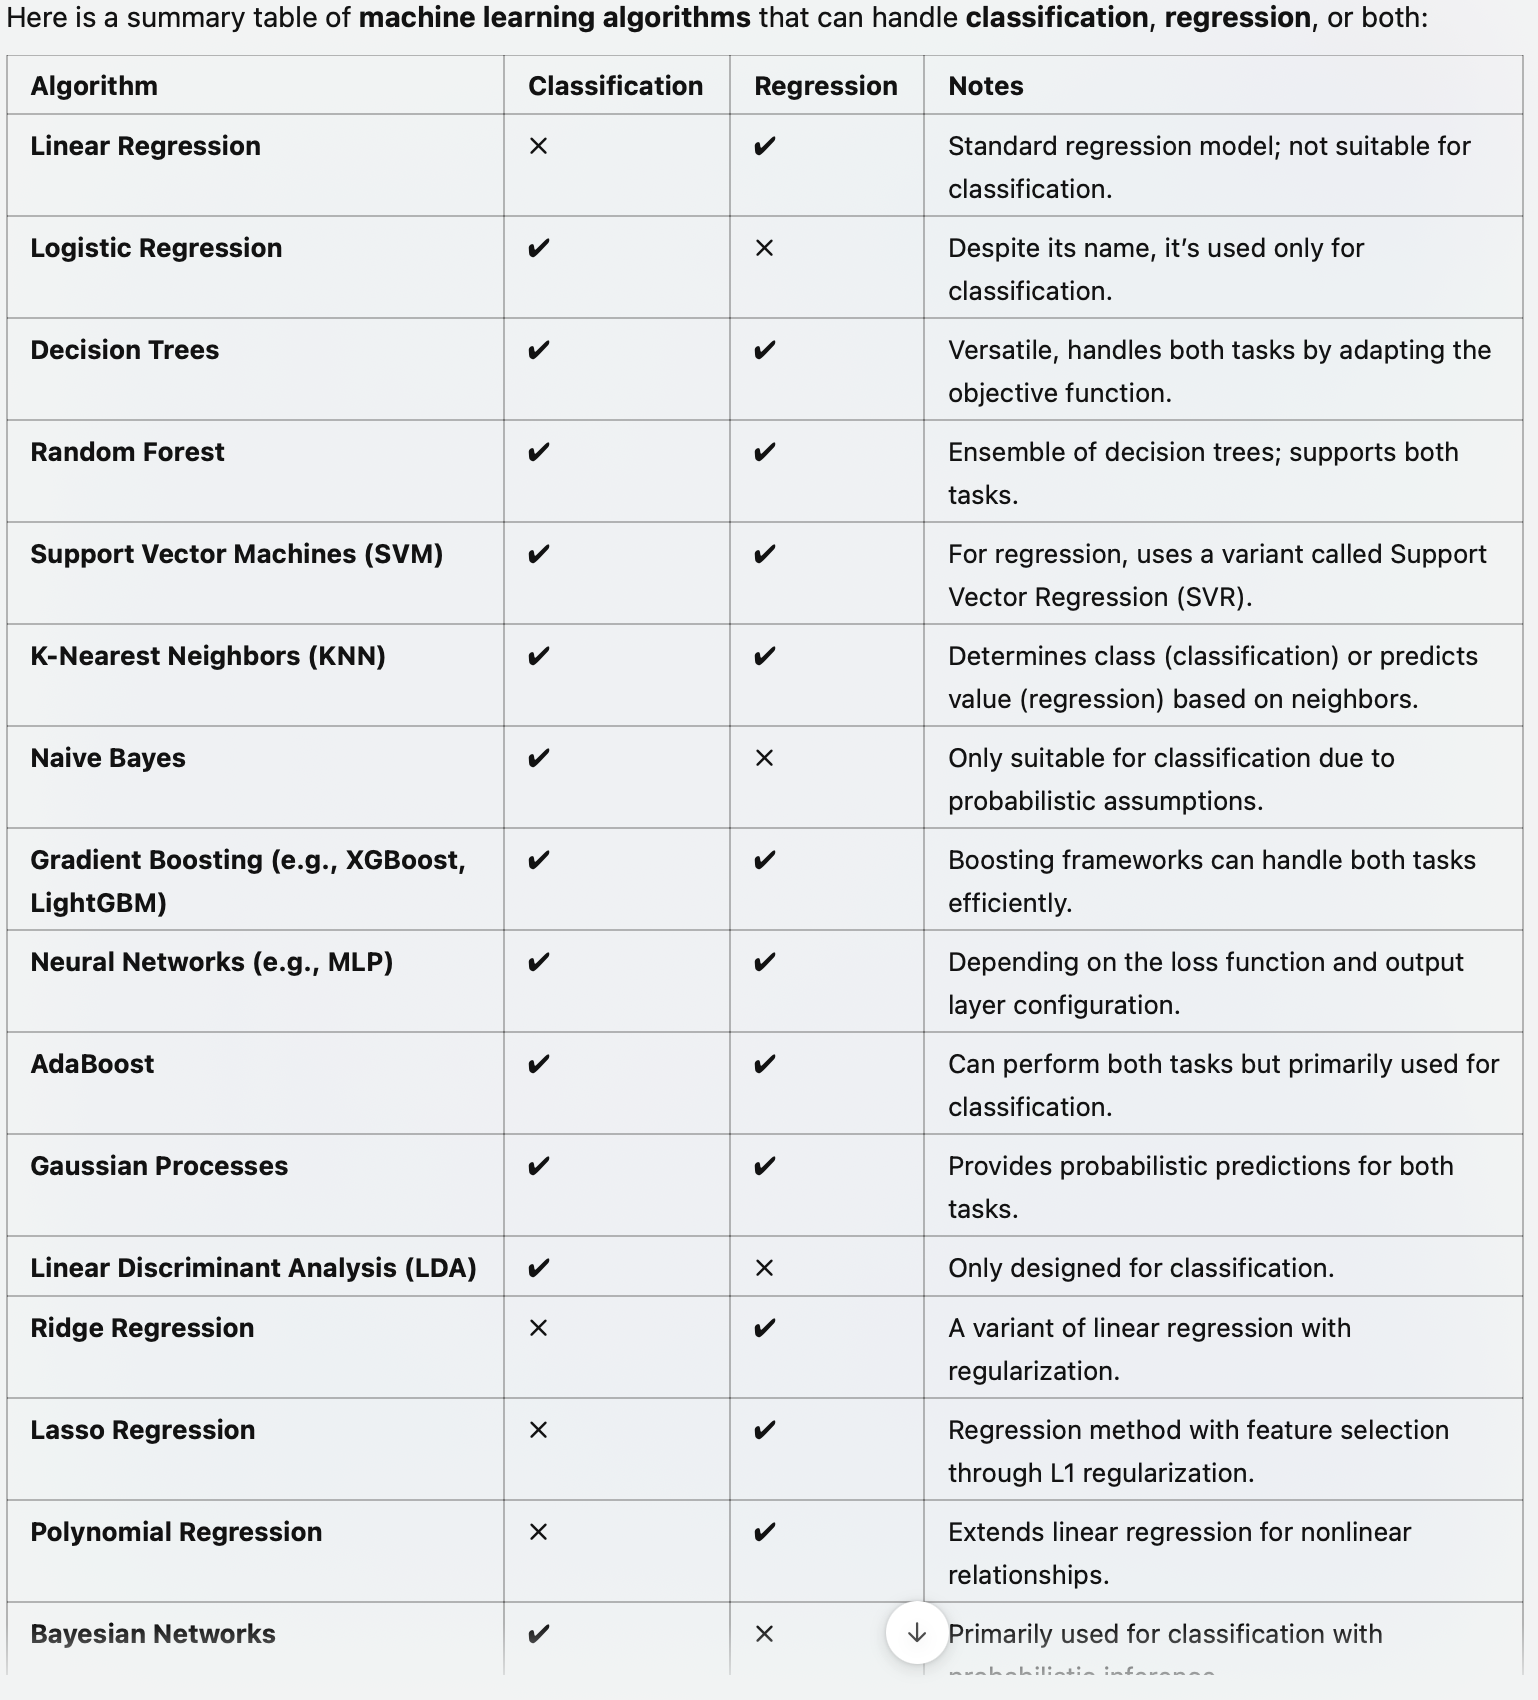 Here is a summary table of machine learning algorithms that can handle classification, regression, or both:
Algorithm Classification Regression Notes
Linear Regression ✕ ✔ Standard regression model; not suitable for
classification.
Logistic Regression ✔ ✕ Despite its name, it’s used only for
classification.
Decision Trees ✔ ✔ Versatile, handles both tasks by adapting the
objective function.
Random Forest ✔ ✔ Ensemble of decision trees; supports both
tasks.
Support Vector Machines (SVM) ✔ ✔ For regression, uses a variant called Support
Vector Regression (SVR).
K-Nearest Neighbors (KNN) ✔ ✔ Determines class (classification) or predicts
value (regression) based on neighbors.
Naive Bayes ✔ ✕ Only suitable for classification due to
probabilistic assumptions.
Gradient Boosting (e.g., XGBoost, ✔ ✔ Boosting frameworks can handle both tasks
LightGBM) efficiently.
Neural Networks (e.g., MLP) ✔ ✔ Depending on the loss function and output
layer configuration.
AdaBoost ✔ ✔ Can perform both tasks but primarily used for
classification.
Gaussian Processes ✔ ✔ Provides probabilistic predictions for both
tasks.
Linear Discriminant Analysis (LDA) ✔ ✕ Only designed for classification.
Ridge Regression ✕ ✔ A variant of linear regression with
regularization.
Lasso Regression ✕ ✔ Regression method with feature selection
through L1 regularization.
Polynomial Regression ✕ ✔ Extends linear regression for nonlinear
relationships.
Bayesian Networks ✔ ✕ Primarily used for classification with
probabilistic inference.